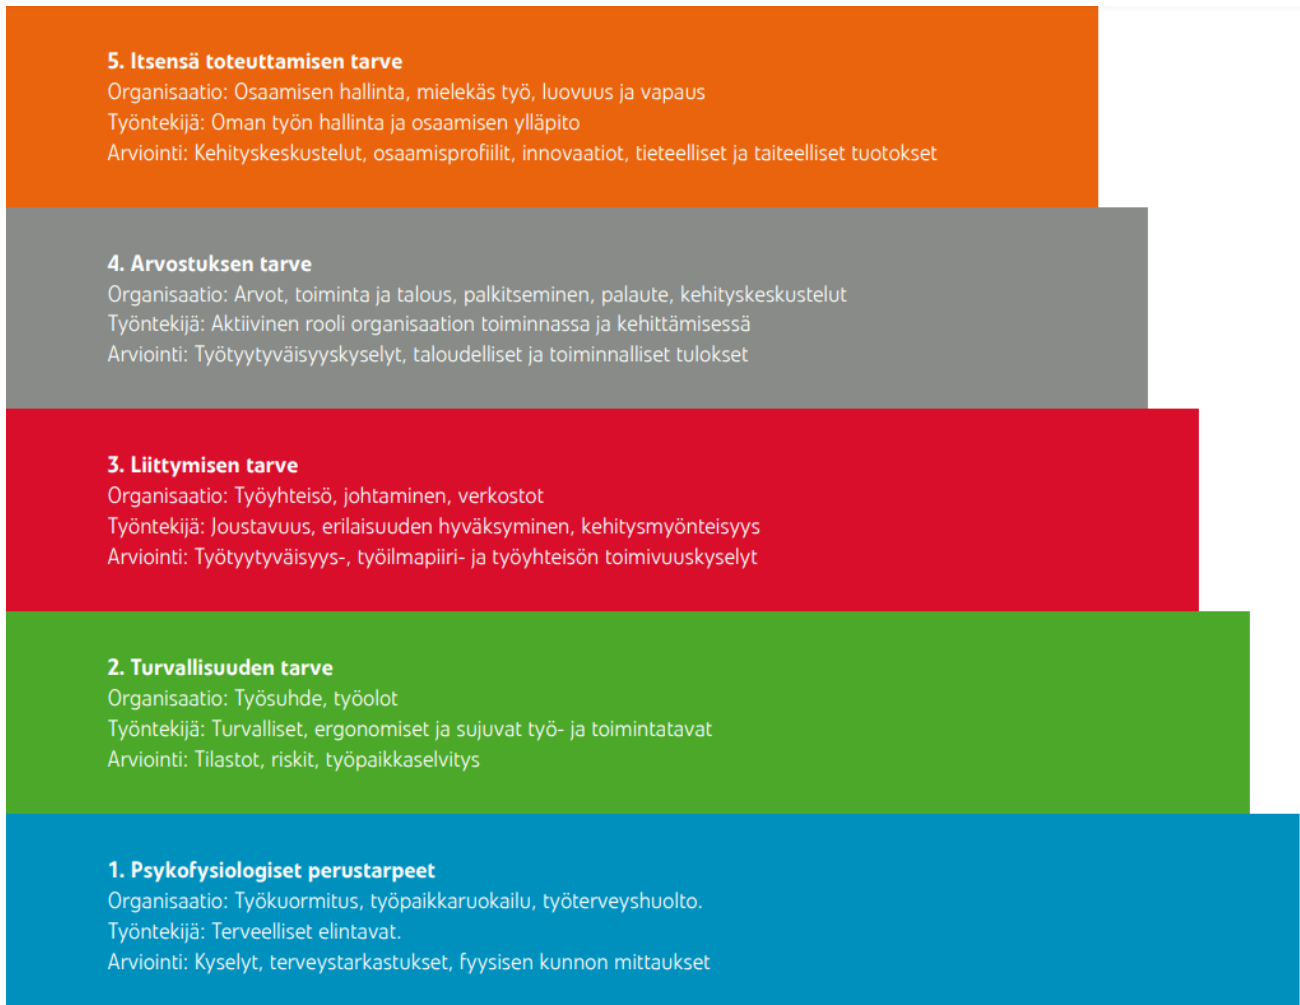 5. Itsensä toteuttamisen tarve
Organisaatio: Osaamisen hallinta, mielekäs työ, luovuus ja vapaus
Työntekijä: Oman työn hallinta ja osaamisen ylläpito
Arviointi: Kehityskeskustelut, osaamisprofiilit, innovaatiot, tieteelliset ja taiteelliset tuotokset
4. Arvostuksen tarve
Organisaatio: Arvot, toiminta ja talous, palkitseminen, palaute, kehityskeskustelut
Työntekijä: Aktiivinen rooli organisaation toiminnassa ja kehittämisessä
Arviointi: Työtyytyväisyyskyselyt, taloudelliset ja toiminnalliset tulokset
3. Liittymisen tarve
Organisaatio: Työyhteisö, johtaminen, verkostot
Työntekijä: Joustavuus, erilaisuuden hyväksyminen, kehitysmyönteisyys
Arviointi: Työtyytyväisyys-, työilmapiiri- ja työyhteisön toimivuuskyselyt
2. Turvallisuuden tarve
Organisaatio: Työsuhde, työolot
Työntekijä: Turvalliset, ergonomiset ja sujuvat työ- ja toimintatavat
Arviointi: Tilastot, riskit, työpaikkaselvitys
1. Psykofysiologiset perustarpeet
Organisaatio: Työkuormitus, työpaikkaruokailu, työterveyshuolto.
Työntekijä: Terveelliset elintavat.
Arviointi: Kyselyt, terveystarkastukset, fyysisen kunnon mittaukset